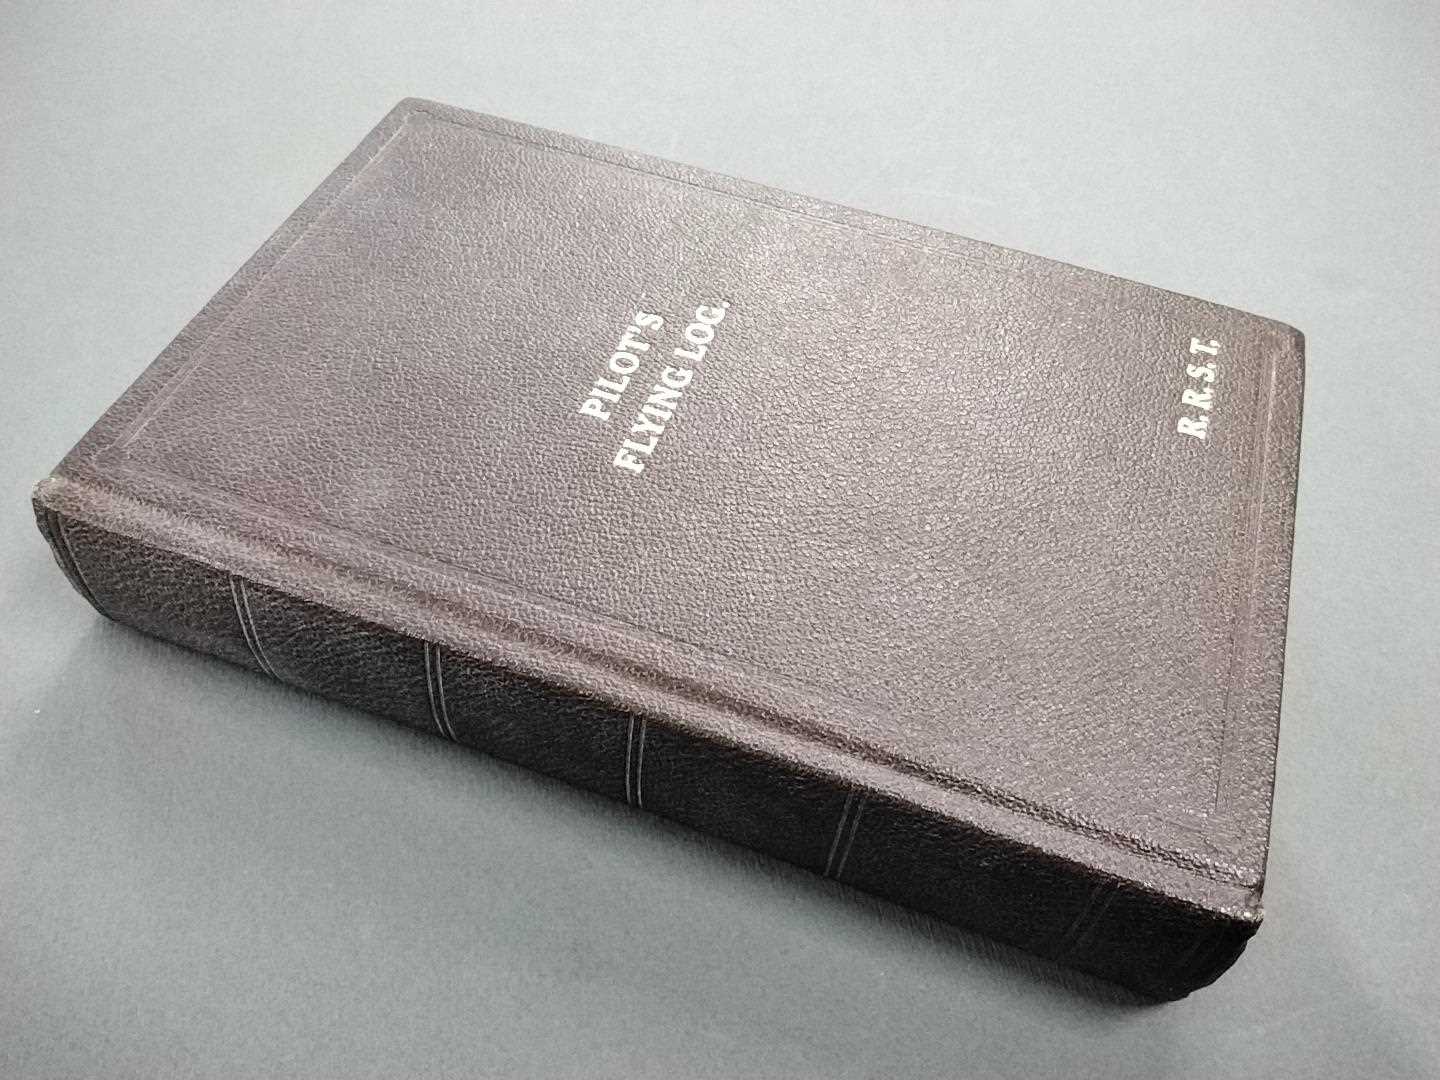 PILOT'S
FLYING LOG.
R. R. S. T.